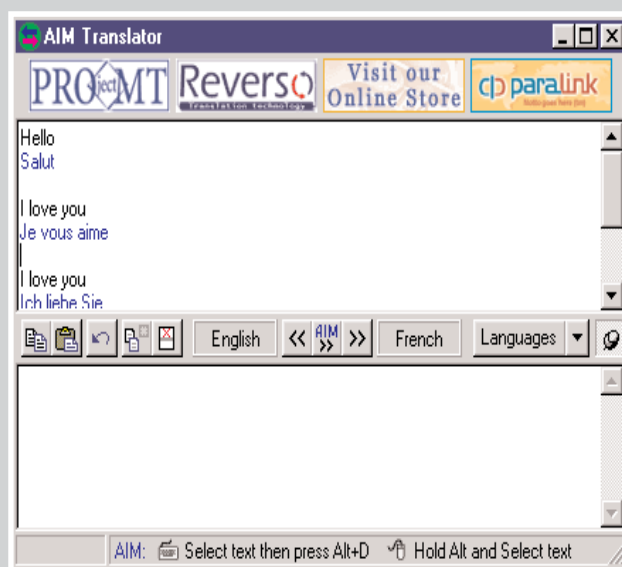 AIM Translator
PROjectMT Reverso Visit our Online Store paralink
Translation technology
Hello
Salut
I love you
Je vous aime
I love you
Ich liebe Sie
English << AIM >> >> French Languages
AIM: Select text then press Alt+D Hold Alt and Select text